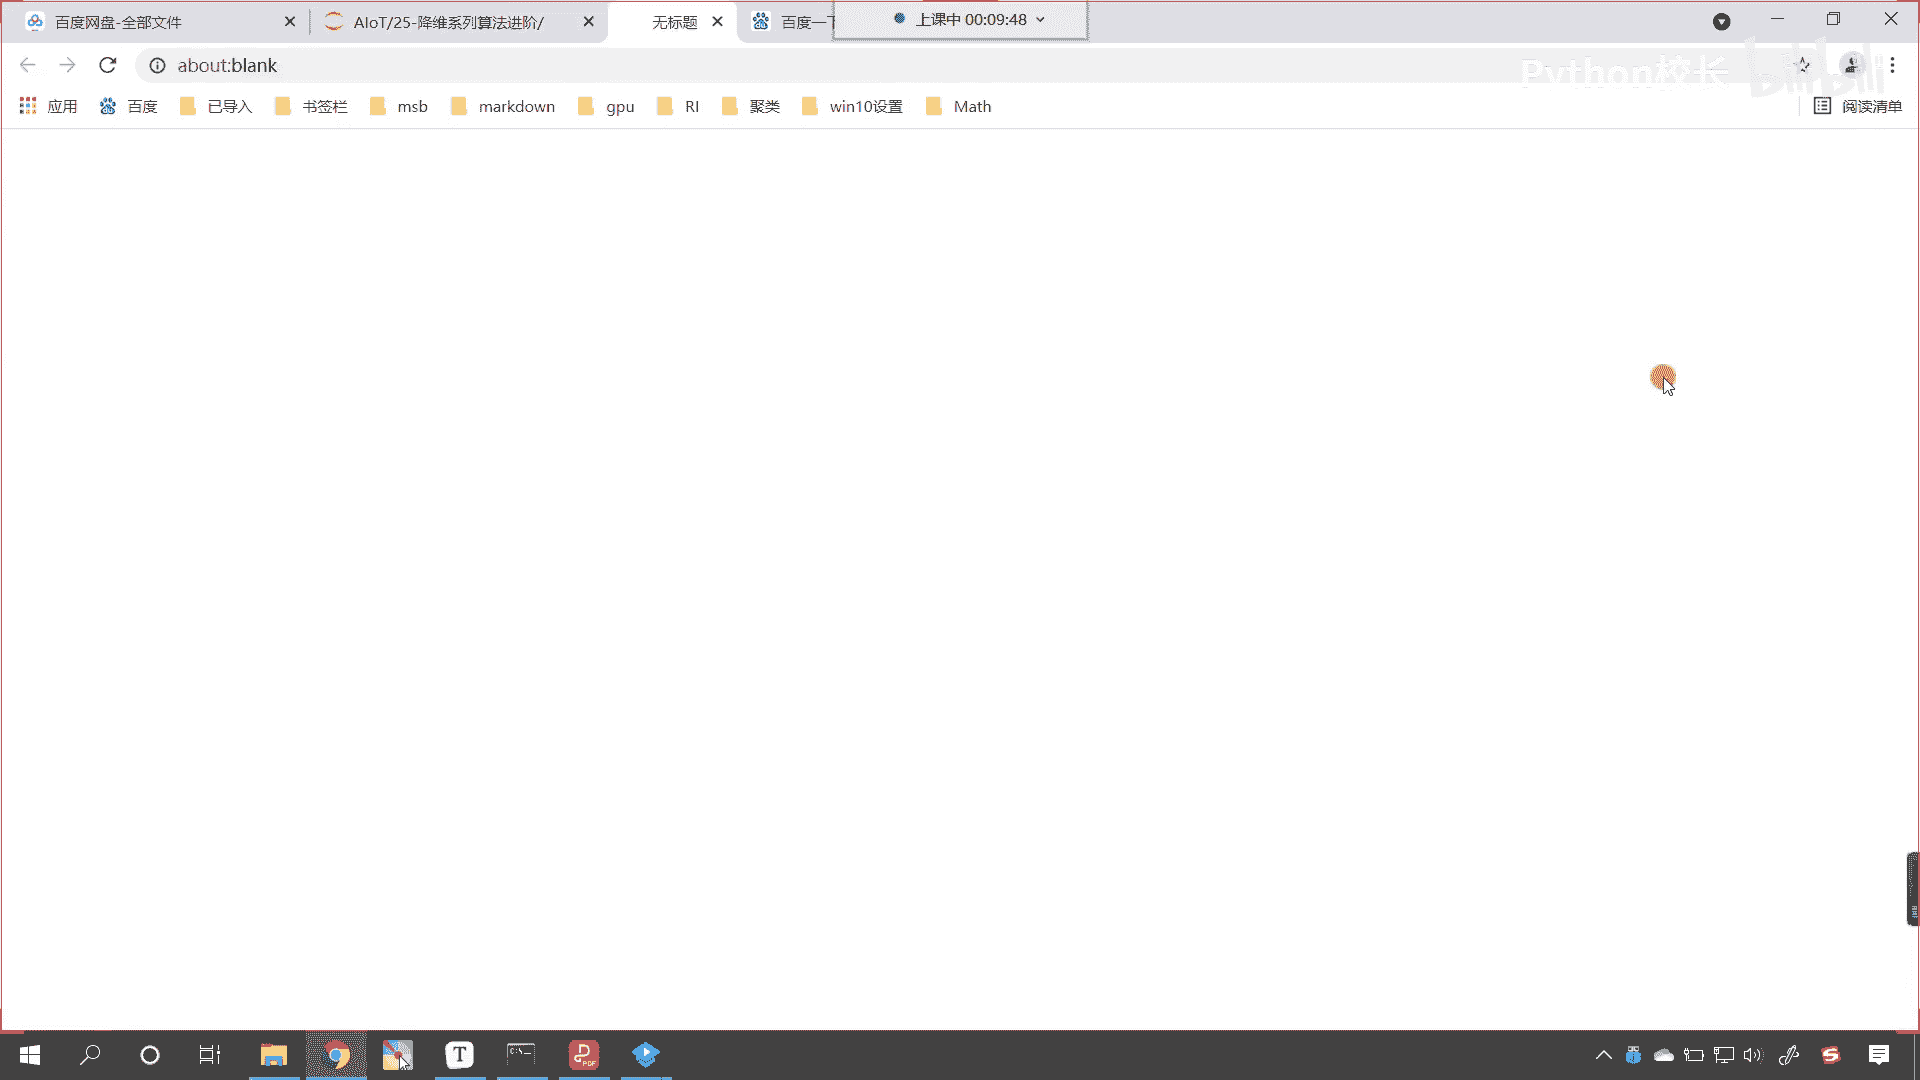 百度网盘-全部文件
AIoT/25-降维系列算法进阶/
无标题
百度一下
上课中 00:09:48
about:blank
Python校长
bilibili
应用
百度
已导入
书签栏
msb
markdown
gpu
RI
聚类
win10设置
Math
阅读清单